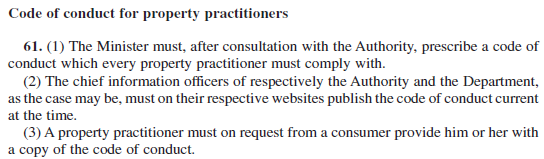 Code of conduct for property practitioners
61. (1) The Minister must, after consultation with the Authority, prescribe a code of
conduct which every property practitioner must comply with.
(2) The chief information officers of respectively the Authority and the Department,
as the case may be, must on their respective websites publish the code of conduct current
at the time.
(3) A property practitioner must on request from a consumer provide him or her with
a copy of the code of conduct.